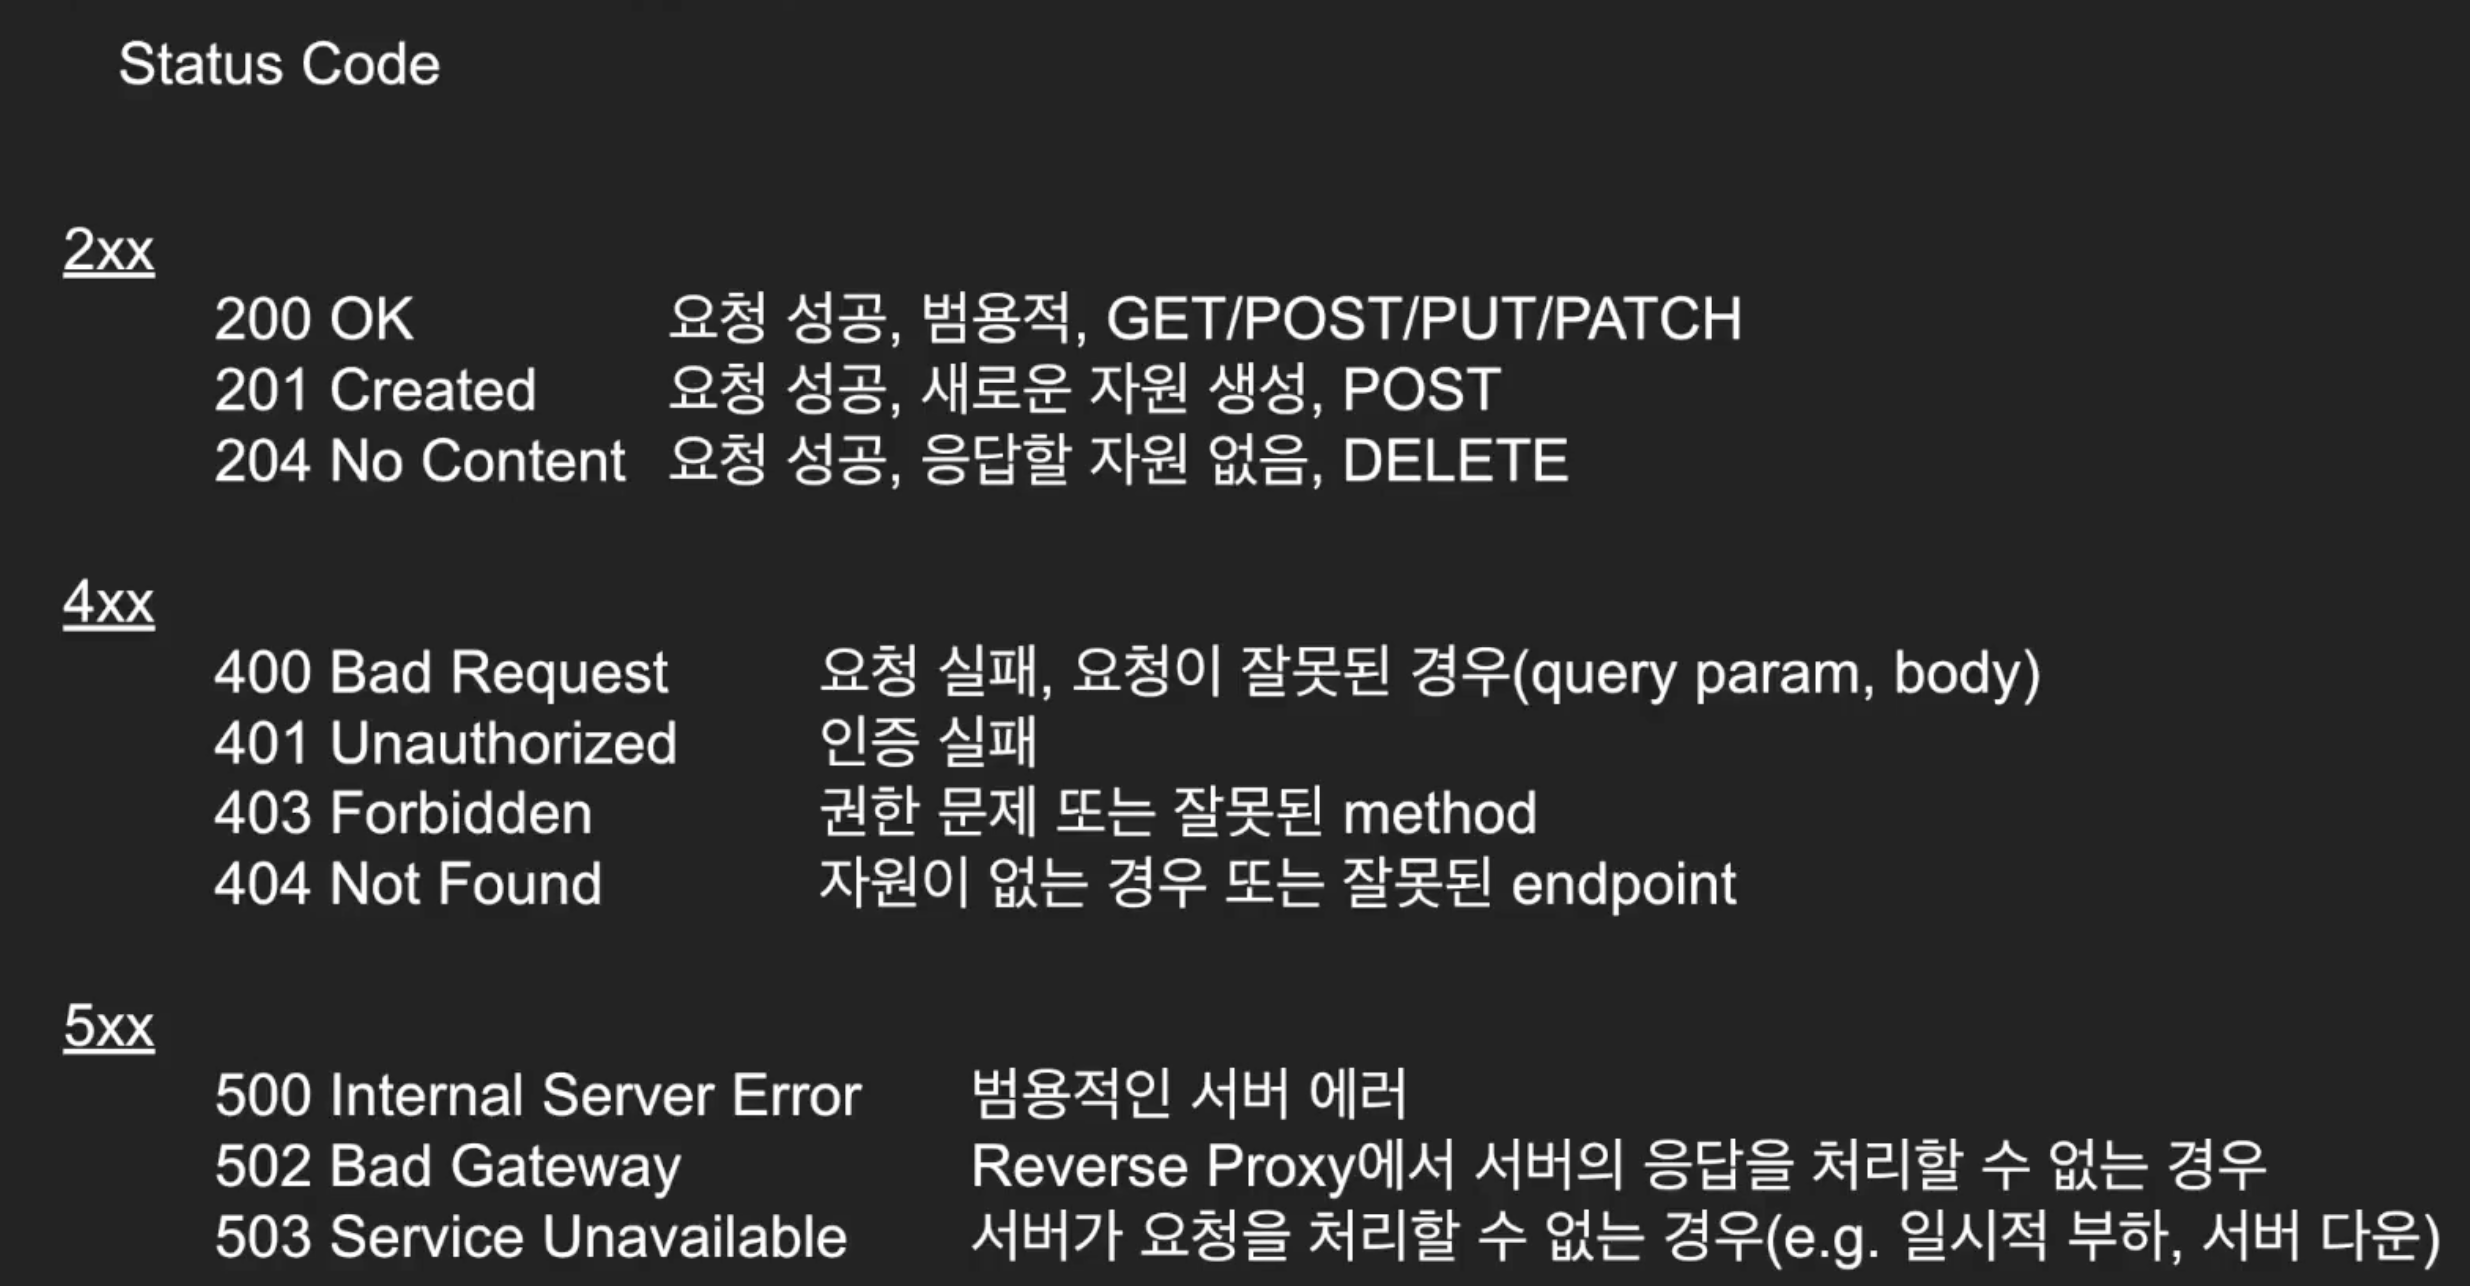 Status Code
2xx
200 OK 요청 성공, 범용적, GET/POST/PUT/PATCH
201 Created 요청 성공, 새로운 자원 생성, POST
204 No Content 요청 성공, 응답할 자원 없음, DELETE
4xx
400 Bad Request 요청 실패, 요청이 잘못된 경우(query param, body)
401 Unauthorized 인증 실패
403 Forbidden 권한 문제 또는 잘못된 method
404 Not Found 자원이 없는 경우 또는 잘못된 endpoint
5xx
500 Internal Server Error 범용적인 서버 에러
502 Bad Gateway Reverse Proxy에서 서버의 응답을 처리할 수 없는 경우
503 Service Unavailable 서버가 요청을 처리할 수 없는 경우(e.g. 일시적 부하, 서버 다운)